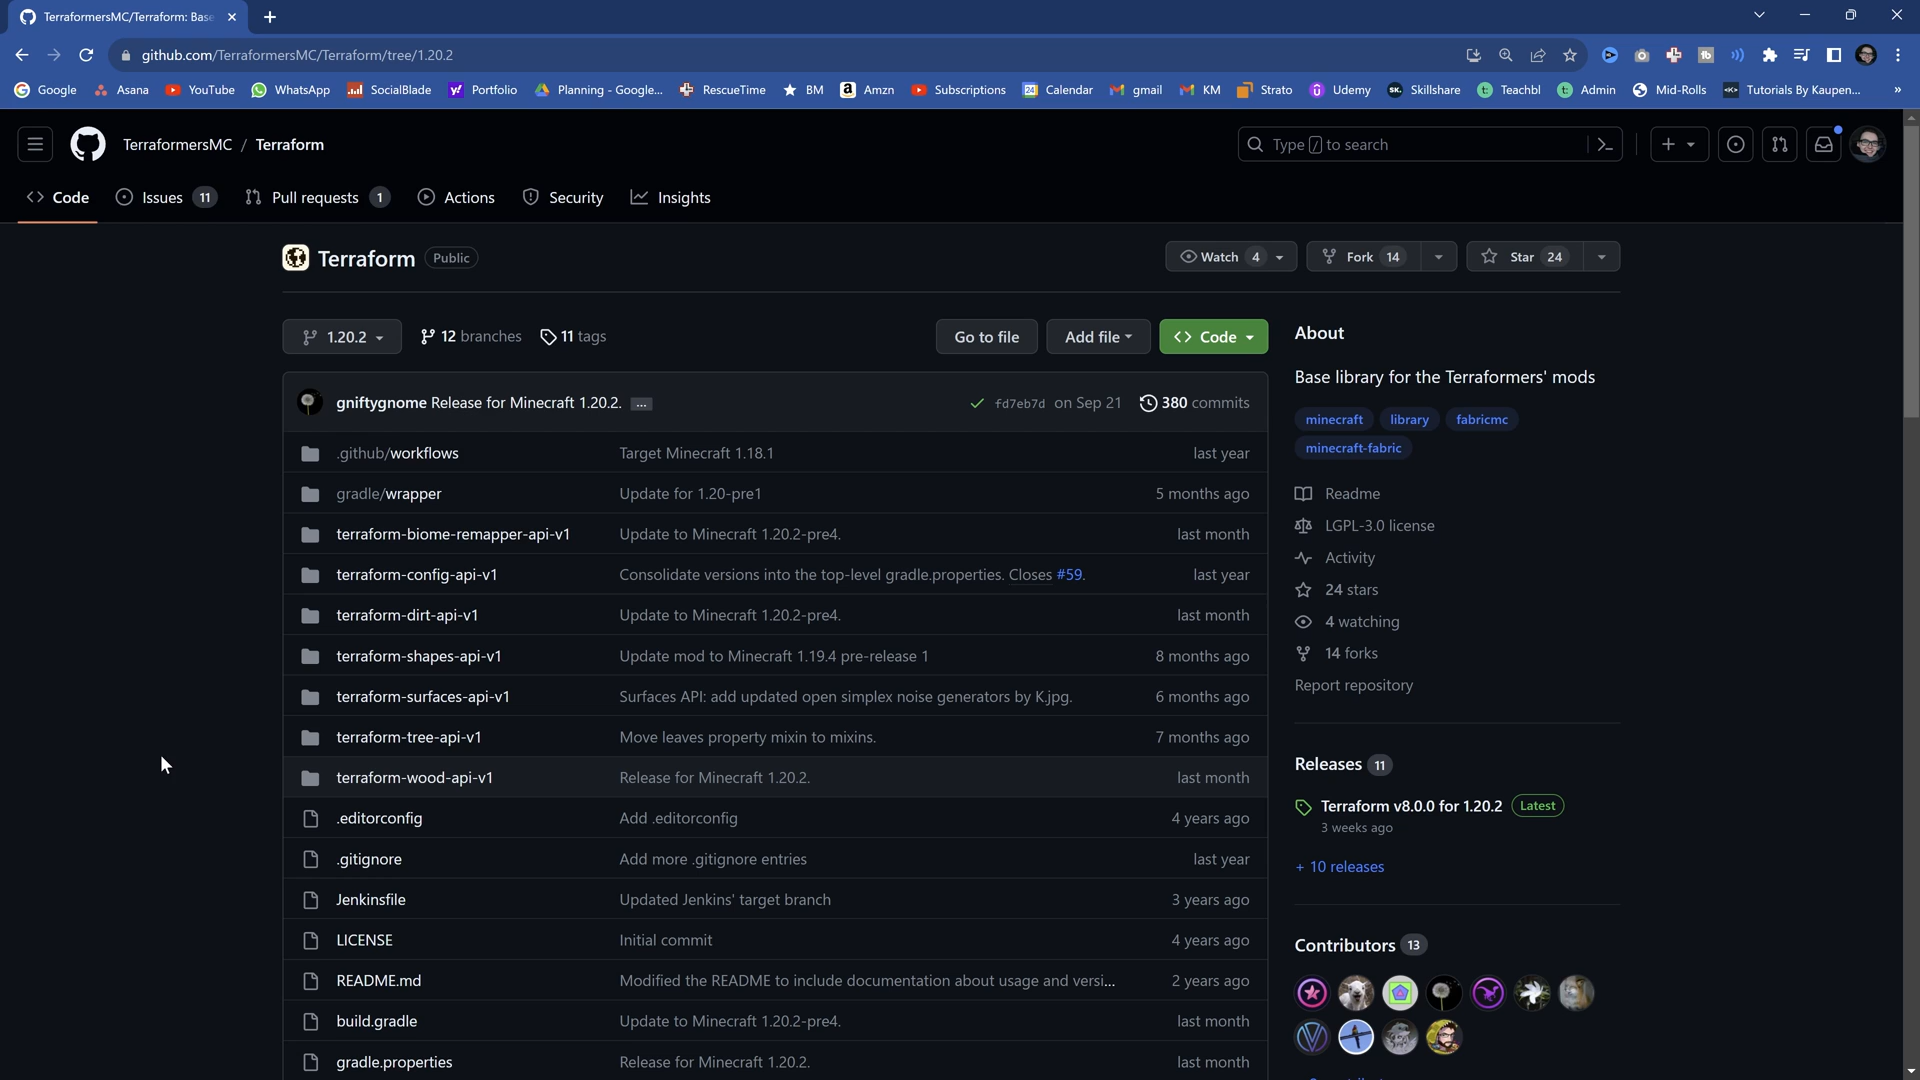 TerraformersMC/Terraform: Base
github.com/TerraformersMC/Terraform/tree/1.20.2
Google
Asana
YouTube
WhatsApp
SocialBlade
Portfolio
Planning - Google...
RescueTime
BM
Amzn
Subscriptions
Calendar
gmail
KM
Strato
Udemy
Skillshare
Teachbl
Admin
Mid-Rolls
Tutorials By Kaupen...
»
TerraformersMC / Terraform
Type / to search
Code
Issues 11
Pull requests 1
Actions
Security
Insights
Terraform Public
Watch 4
Fork 14
Star 24
1.20.2
12 branches
11 tags
Go to file
Add file
Code
gniftygnome Release for Minecraft 1.20.2. ...
fd7eb7d on Sep 21
380 commits
.github/workflows Target Minecraft 1.18.1 last year
gradle/wrapper Update for 1.20-pre1 5 months ago
terraform-biome-remapper-api-v1 Update to Minecraft 1.20.2-pre4. last month
terraform-config-api-v1 Consolidate versions into the top-level gradle.properties. Closes #59. last year
terraform-dirt-api-v1 Update to Minecraft 1.20.2-pre4. last month
terraform-shapes-api-v1 Update mod to Minecraft 1.19.4 pre-release 1 8 months ago
terraform-surfaces-api-v1 Surfaces API: add updated open simplex noise generators by K.jpg. 6 months ago
terraform-tree-api-v1 Move leaves property mixin to mixins. 7 months ago
terraform-wood-api-v1 Release for Minecraft 1.20.2. last month
.editorconfig Add .editorconfig 4 years ago
.gitignore Add more .gitignore entries last year
Jenkinsfile Updated Jenkins' target branch 3 years ago
LICENSE Initial commit 4 years ago
README.md Modified the README to include documentation about usage and versi... 2 years ago
build.gradle Update to Minecraft 1.20.2-pre4. last month
gradle.properties Release for Minecraft 1.20.2. last month
About
Base library for the Terraformers' mods
minecraft library fabricmc
minecraft-fabric
Readme
LGPL-3.0 license
Activity
24 stars
4 watching
14 forks
Report repository
Releases 11
Terraform v8.0.0 for 1.20.2 Latest
3 weeks ago
+ 10 releases
Contributors 13